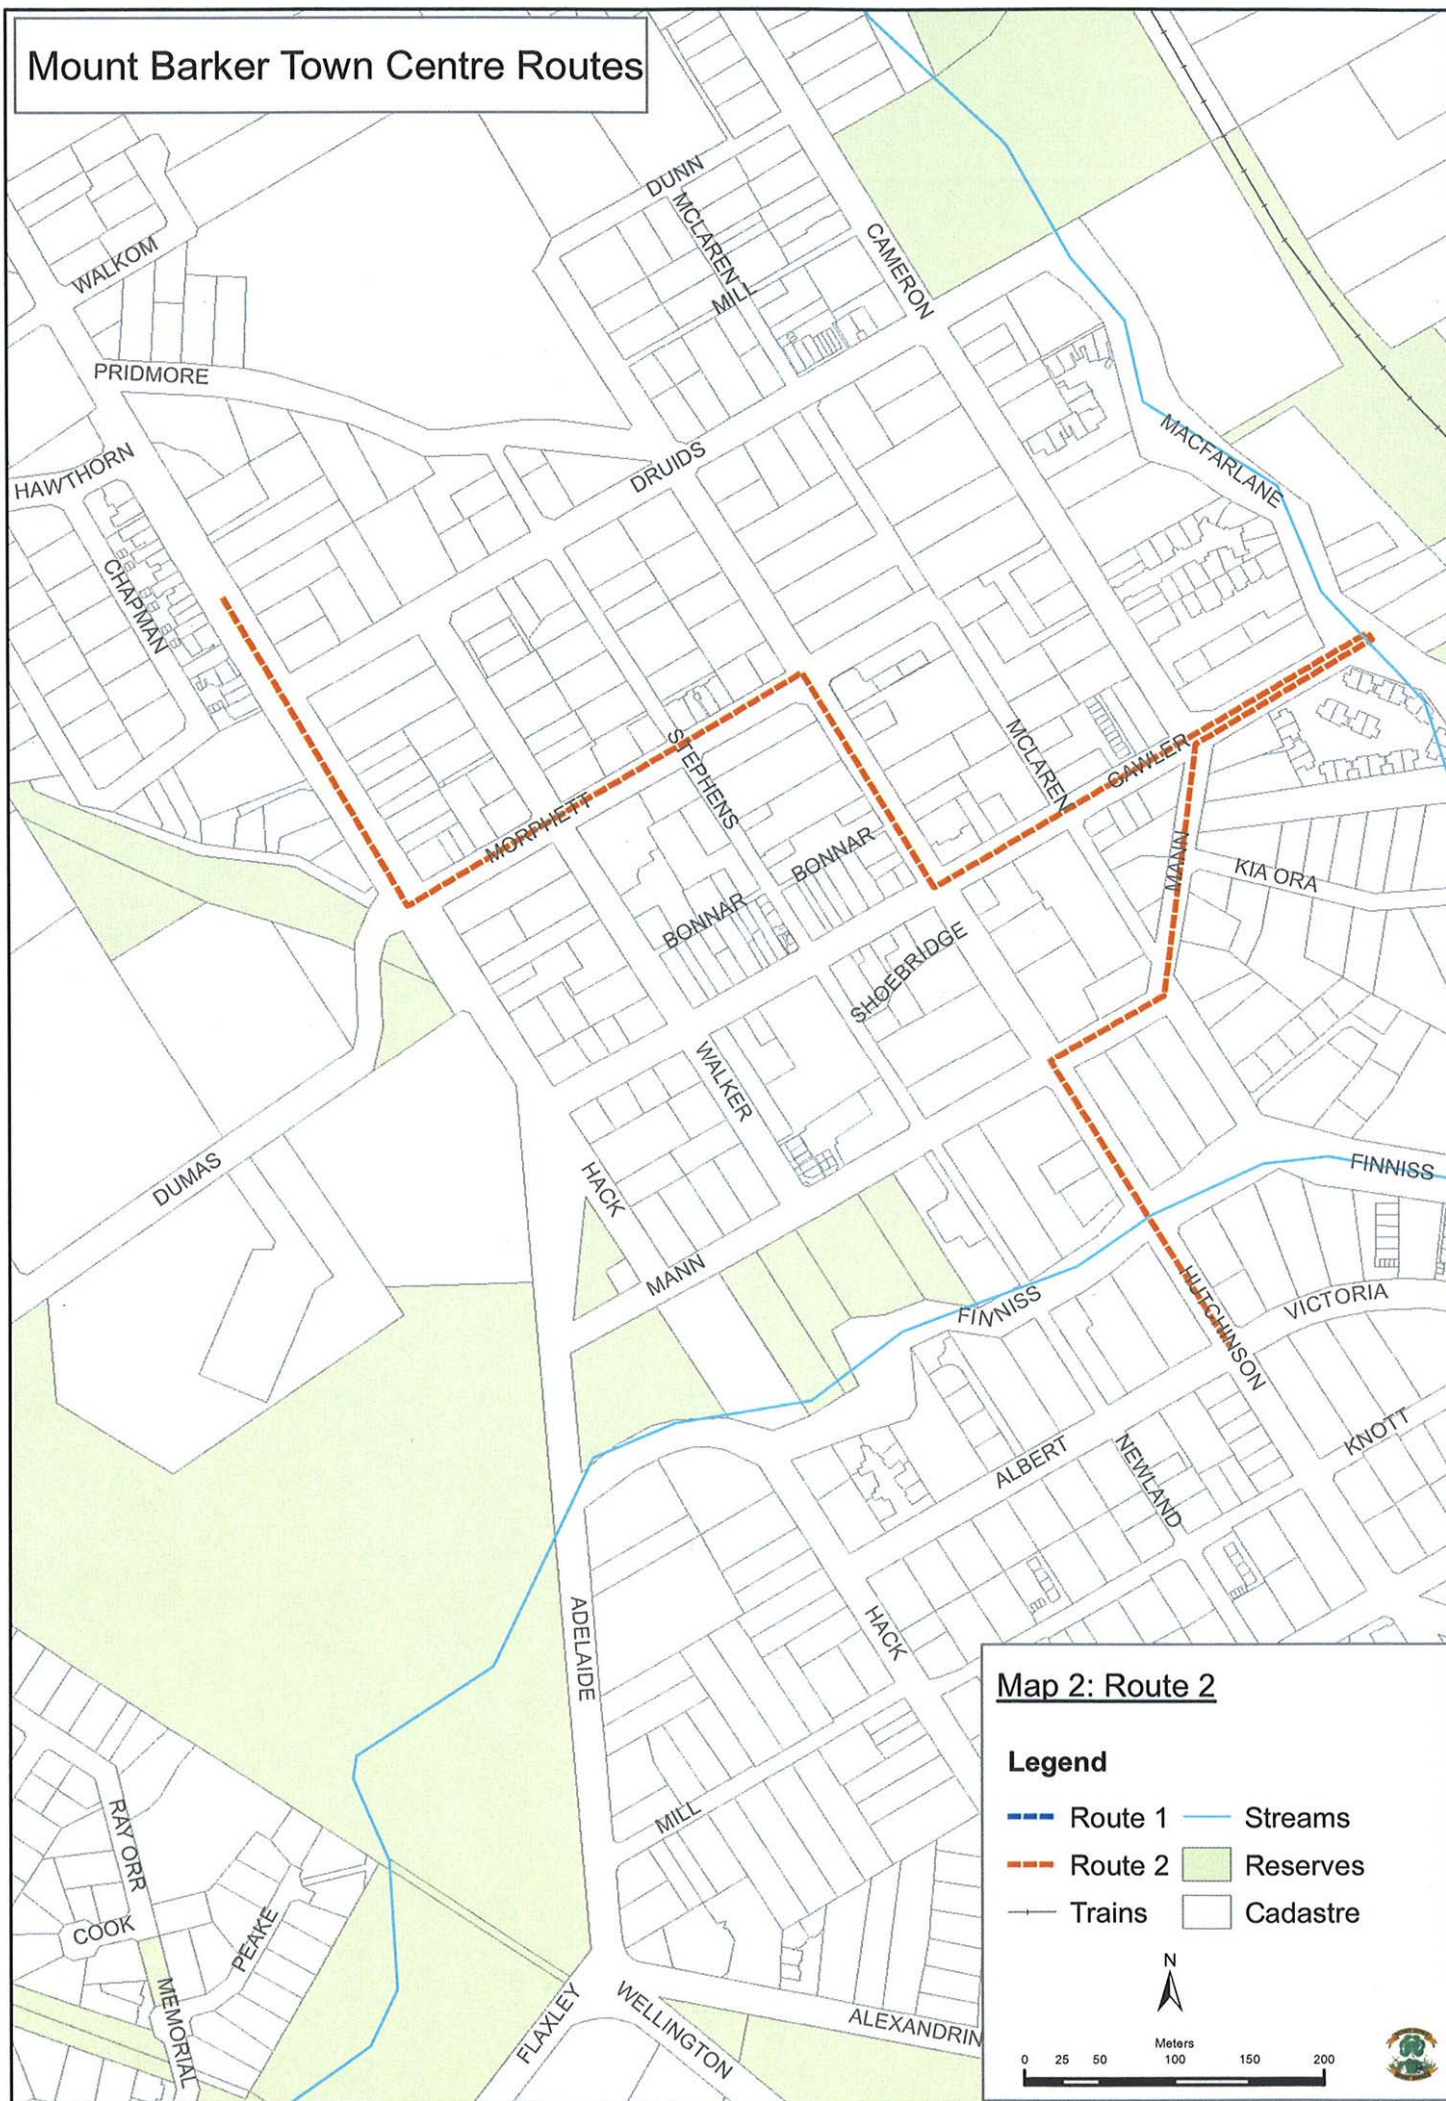 Mount Barker Town Centre Routes
DUNN
MCLAREN
MILL
CAMERON
WALKOM
PRIDMORE
HAWTHORN
DRUIDS
MACFARLANE
CHAPMAN
STEPHENS
MCLAREN
GAWLER
MORPHETT
BONNAR
BONNAR
MANN
KIA ORA
SHOEBRIDGE
WALKER
DUMAS
HACK
MANN
FINNISS
FINNISS
HUTCHINSON
VICTORIA
ALBERT
NEWLAND
KNOTT
ADELAIDE
HACK
MILL
RAY ORR
COOK
PEAKE
MEMORIAL
FLAXLEY
WELLINGTON
ALEXANDRIN
Map 2: Route 2
Legend
Route 1
Streams
Route 2
Reserves
Trains
Cadastre
N
Meters
0 25 50 100 150 200